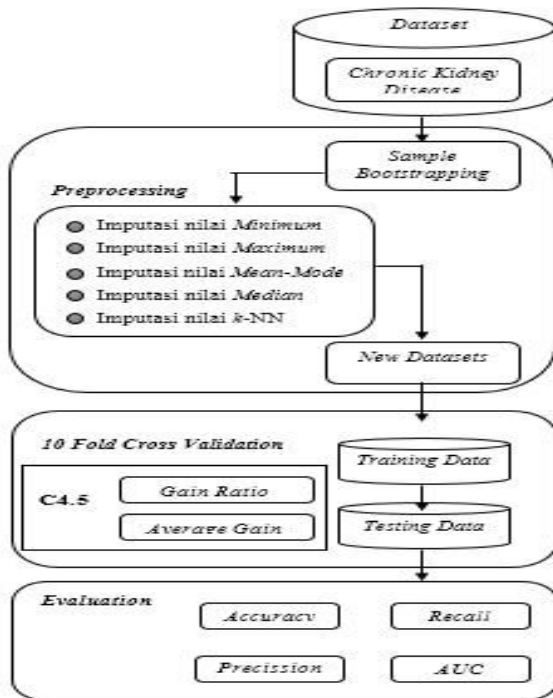 Dataset
Chronic Kidney
Disease
Sample
Bootstrapping
Preprocessing
Imputasi nilai Minimum
Imputasi nilai Maximum
Imputasi nilai Mean-Mode
Imputasi nilai Median
Imputasi nilai k-NN
New Datasets
10 Fold Cross Validation
Training Data
C4.5
Gain Ratio
Average Gain
Testing Data
Evaluation
Accuracy
Recall
Precission
AUC